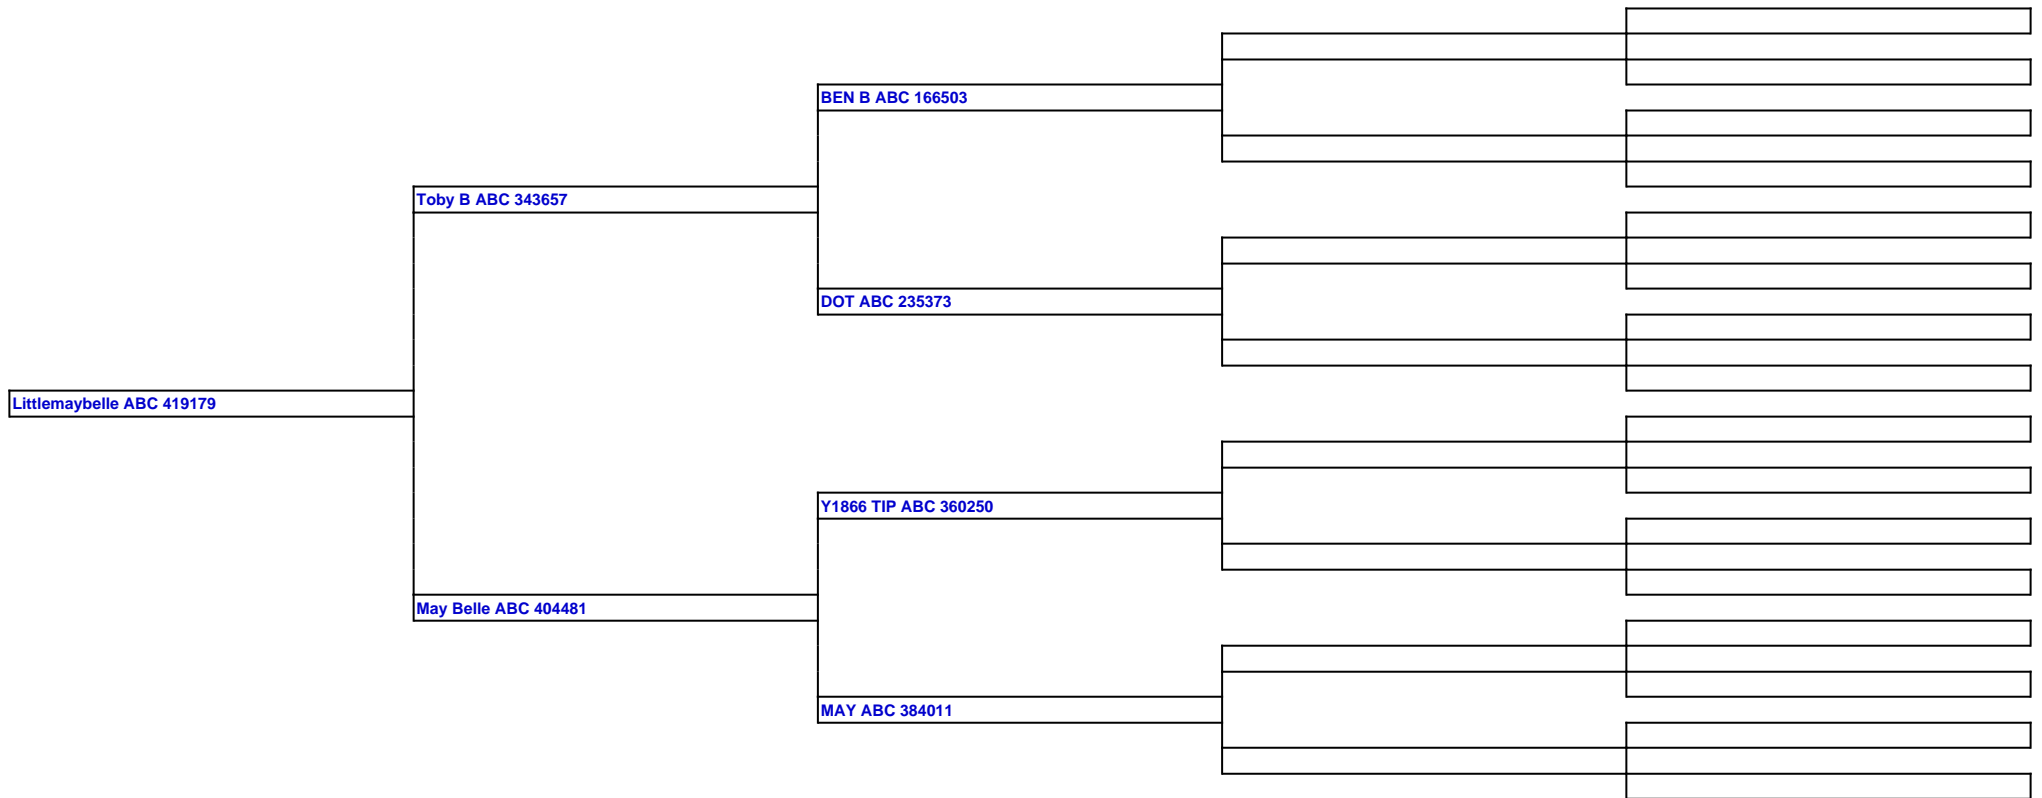 BEN B ABC 166503
Toby B ABC 343657
DOT ABC 235373
Littlemaybelle ABC 419179
Y1866 TIP ABC 360250
May Belle ABC 404481
MAY ABC 384011